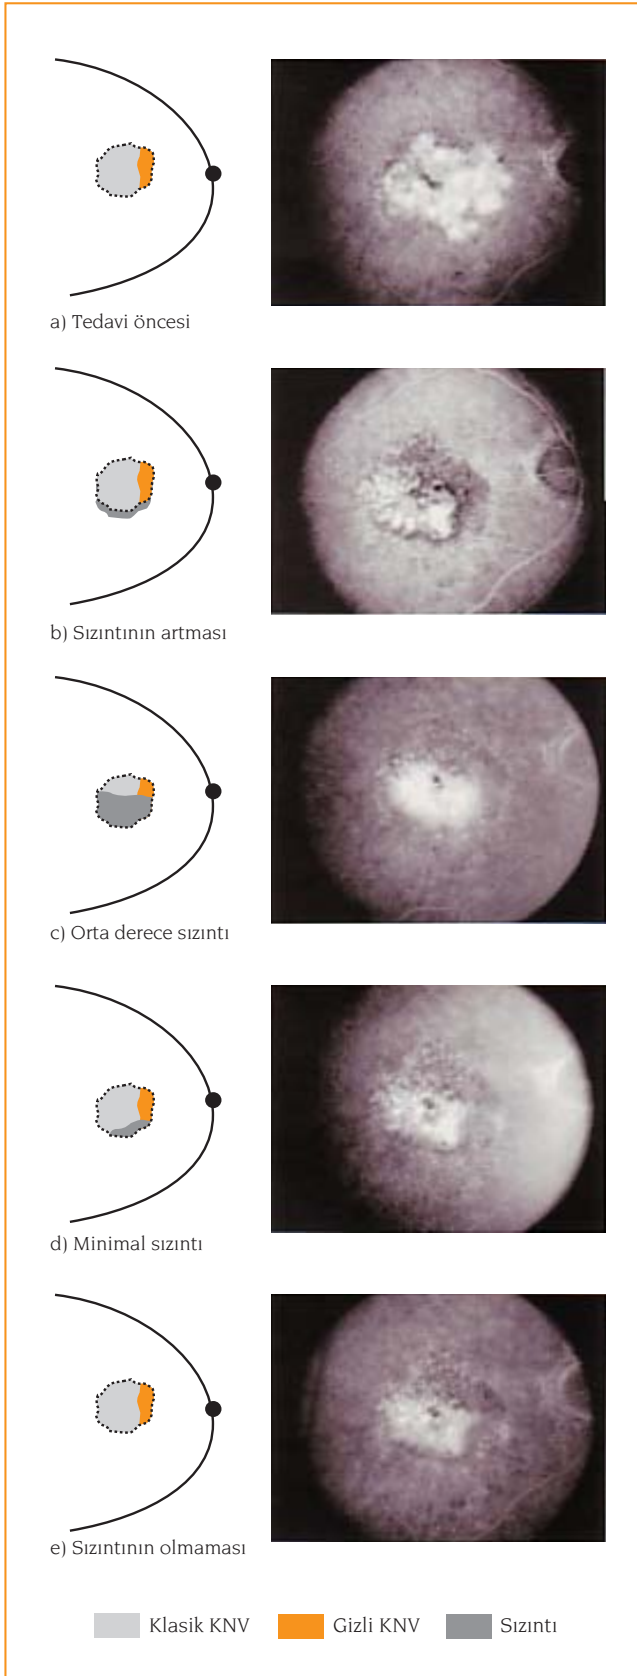 a) Tedavi öncesi
b) Sızıntının artması
c) Orta derece sızıntı
d) Minimal sızıntı
e) Sızıntının olmaması
Klasik KNV Gizli KNV Sızıntı